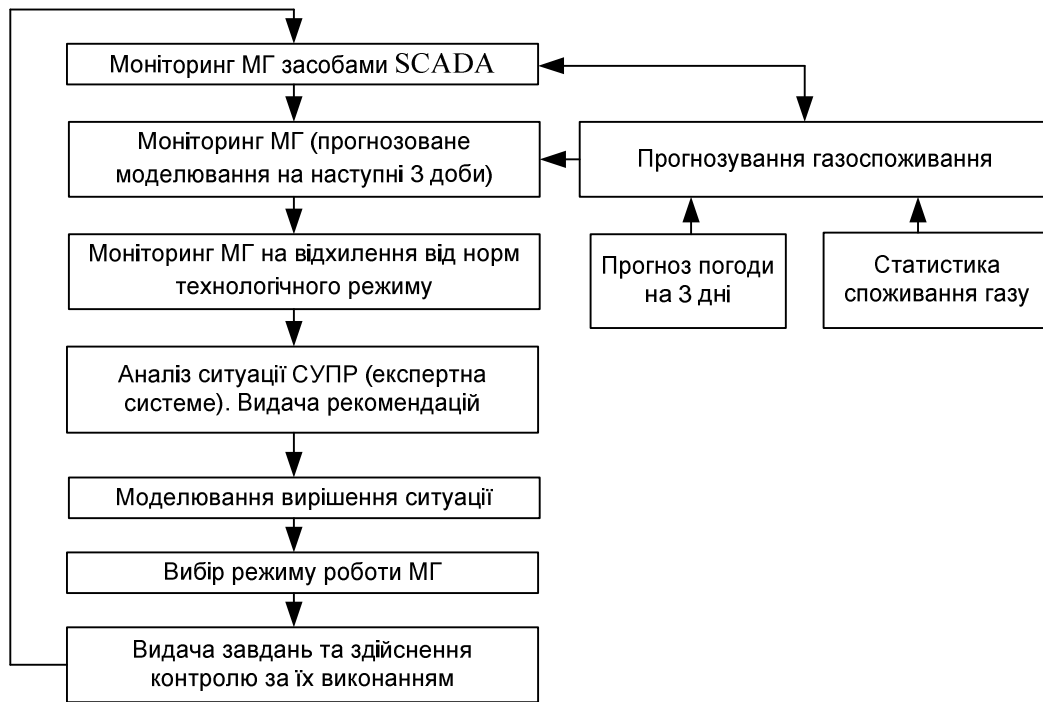 Моніторинг МГ засобами SCADA
Моніторинг МГ (прогнозоване
моделювання на наступні 3 доби)
Прогнозування газоспоживання
Моніторинг МГ на відхилення від норм
технологічного режиму
Прогноз погоди
на 3 дні
Статистика
споживання газу
Аналіз ситуації СУПР (експертна
системе). Видача рекомендацій
Моделювання вирішення ситуації
Вибір режиму роботи МГ
Видача завдань та здійснення
контролю за їх виконанням